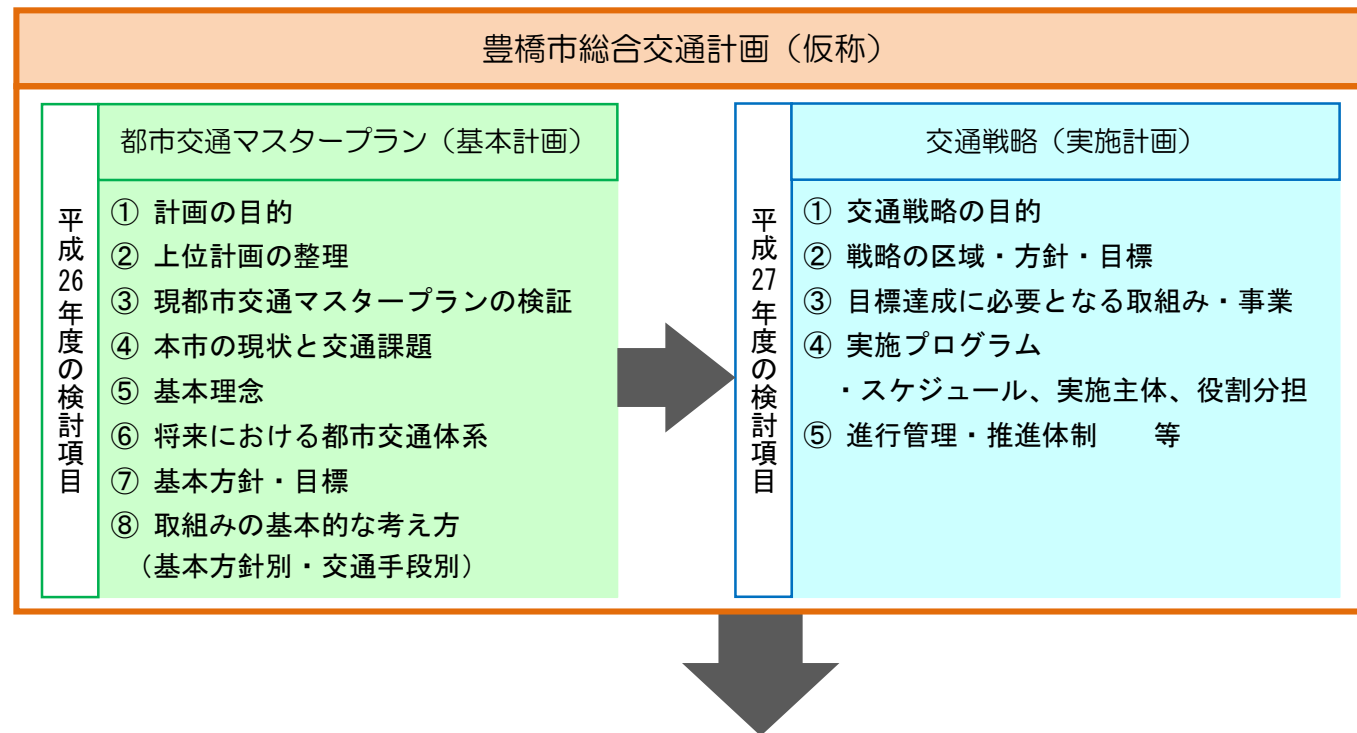 豊橋市総合交通計画（仮称）
平成26年度の検討項目
都市交通マスタープラン（基本計画）
① 計画の目的
② 上位計画の整理
③ 現都市交通マスタープランの検証
④ 本市の現状と交通課題
⑤ 基本理念
⑥ 将来における都市交通体系
⑦ 基本方針・目標
⑧ 取組みの基本的な考え方
（基本方針別・交通手段別）
平成27年度の検討項目
交通戦略（実施計画）
① 交通戦略の目的
② 戦略の区域・方針・目標
③ 目標達成に必要となる取組み・事業
④ 実施プログラム
・スケジュール、実施主体、役割分担
⑤ 進行管理・推進体制　　等